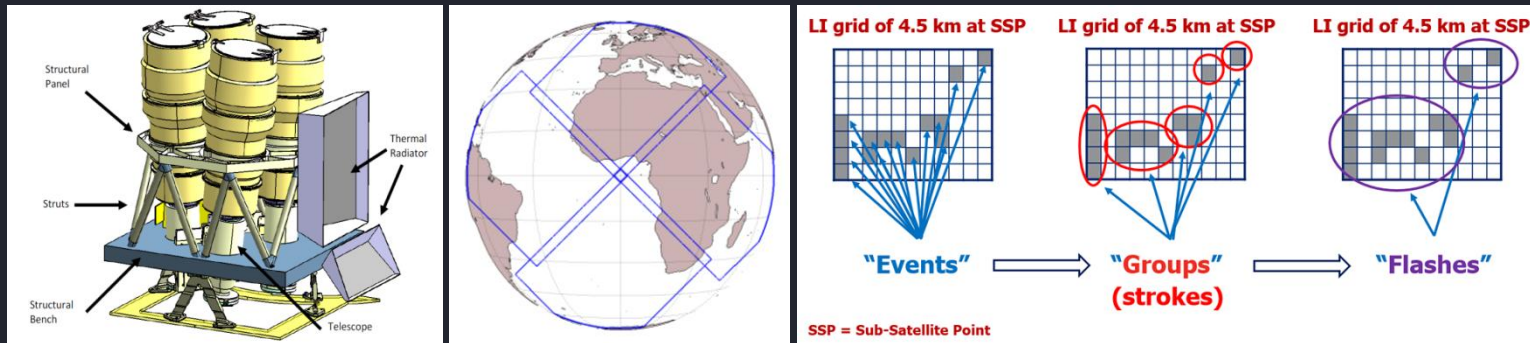 Structural
Panel
Thermal
Radiator
Struts
Structural
Bench
Telescope
LI grid of 4.5 km at SSP
LI grid of 4.5 km at SSP
LI grid of 4.5 km at SSP
“Events”
“Groups”
(strokes)
“Flashes”
SSP = Sub-Satellite Point